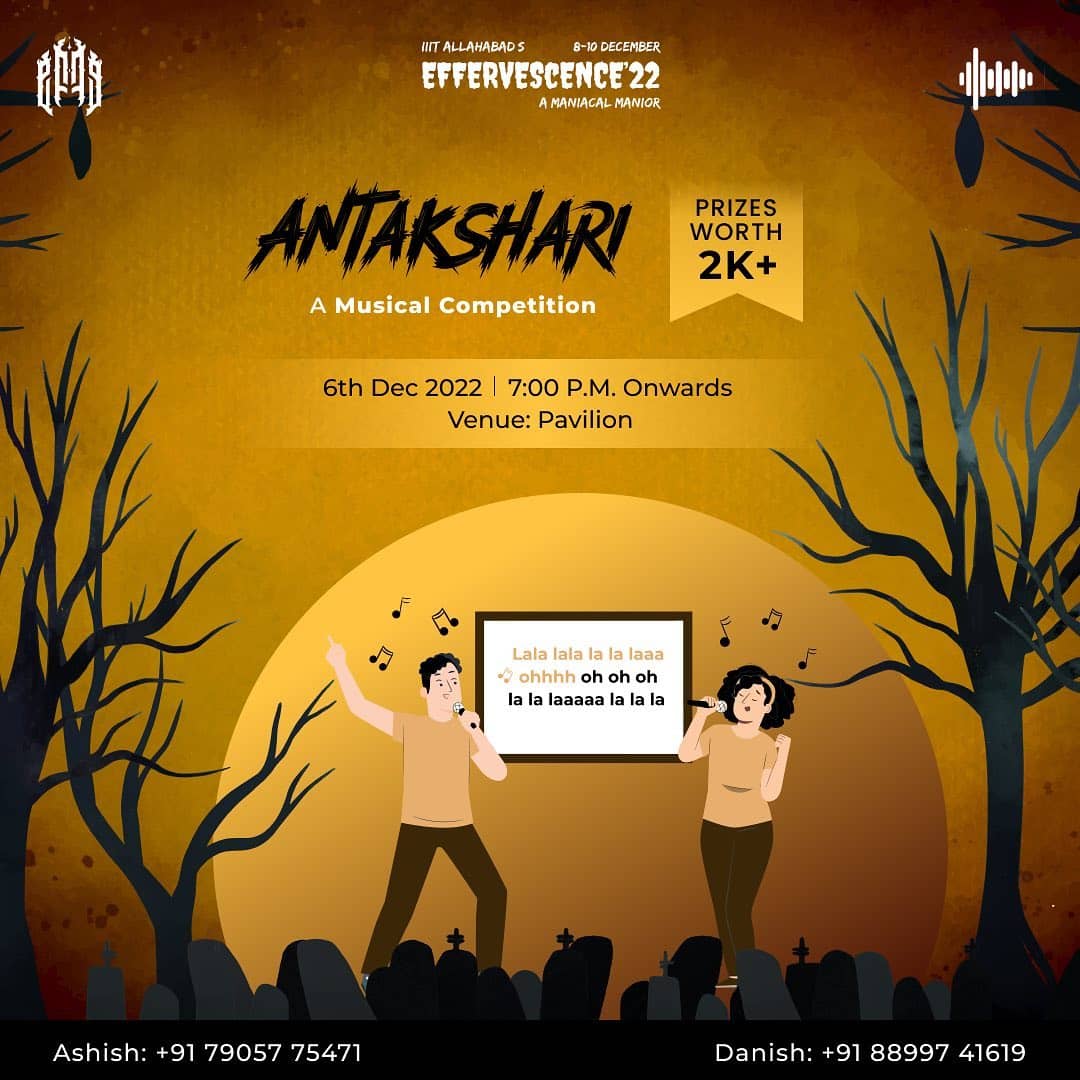 IIIT ALLAHABAD S 8-10 DECEMBER
EFFERVESCENCE'22
A MANIACAL MANIOR
ANTAKSHARI
A Musical Competition
PRIZES
WORTH
2K+
6th Dec 2022 | 7:00 P.M. Onwards
Venue: Pavilion
Lala lala la la laaa
ohhhh oh oh oh
la la laaaaa la la la
Ashish: +91 79057 75471
Danish: +91 88997 41619